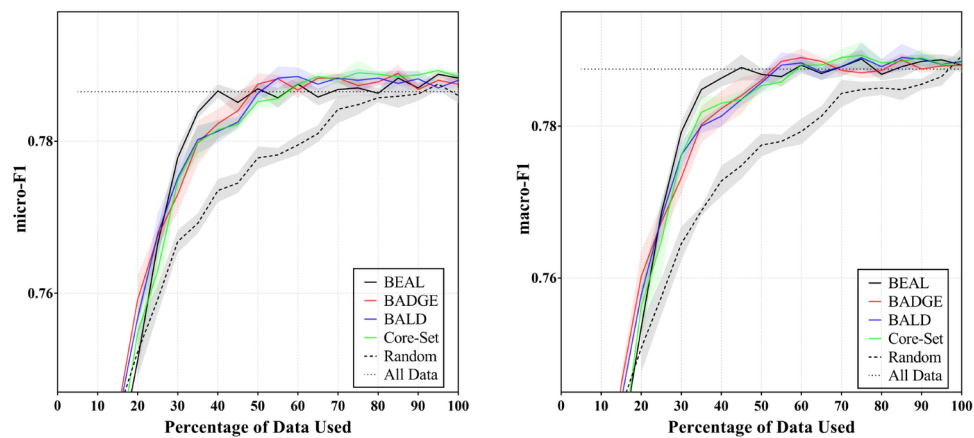 micro-F1
0.78
0.76
BEAL
BADGE
BALD
Core-Set
Random
All Data
0 10 20 30 40 50 60 70 80 90 100
Percentage of Data Used
macro-F1
0.78
0.76
BEAL
BADGE
BALD
Core-Set
Random
All Data
0 10 20 30 40 50 60 70 80 90 100
Percentage of Data Used